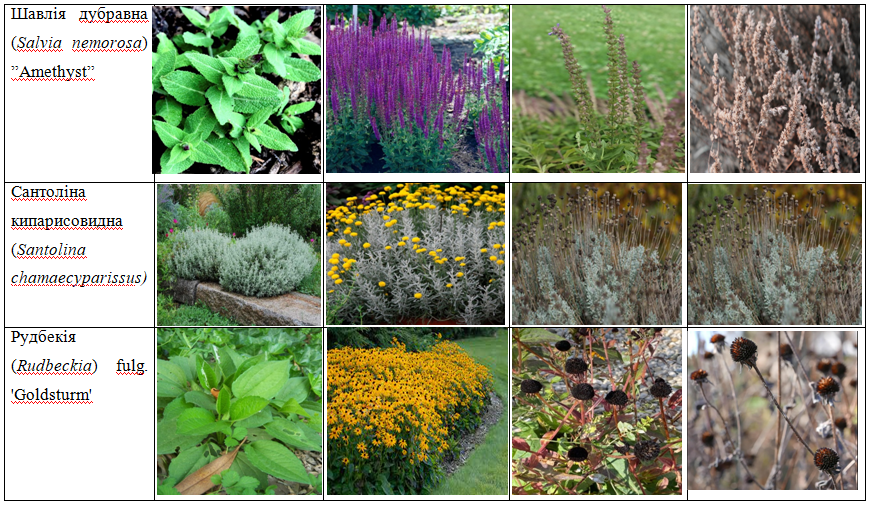 Шавлія дубравна
(Salvia nemorosa)
”Amethyst”
Сантоліна
кипарисовидна
(Santolina
chamaecyparissus)
Рудбекія
(Rudbeckia) fulg.
'Goldsturm'